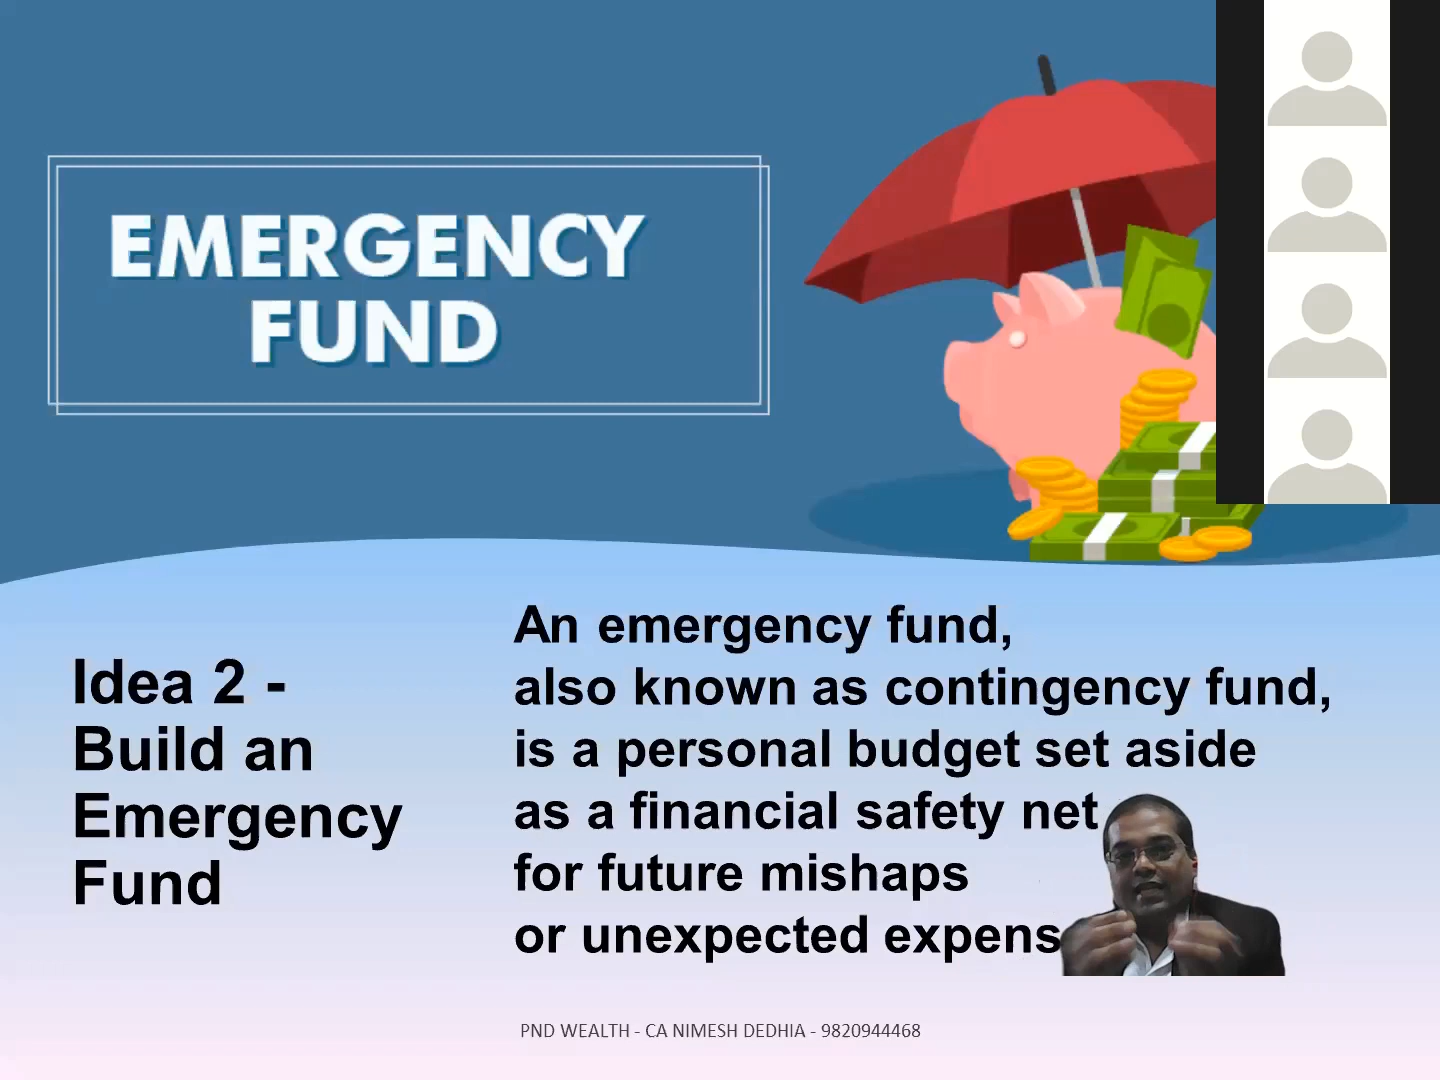 EMERGENCY
FUND
Idea 2 -
Build an
Emergency
Fund
An emergency fund,
also known as contingency fund,
is a personal budget set aside
as a financial safety net
for future mishaps
or unexpected expens
PND WEALTH - CA NIMESH DEDHIA - 9820944468